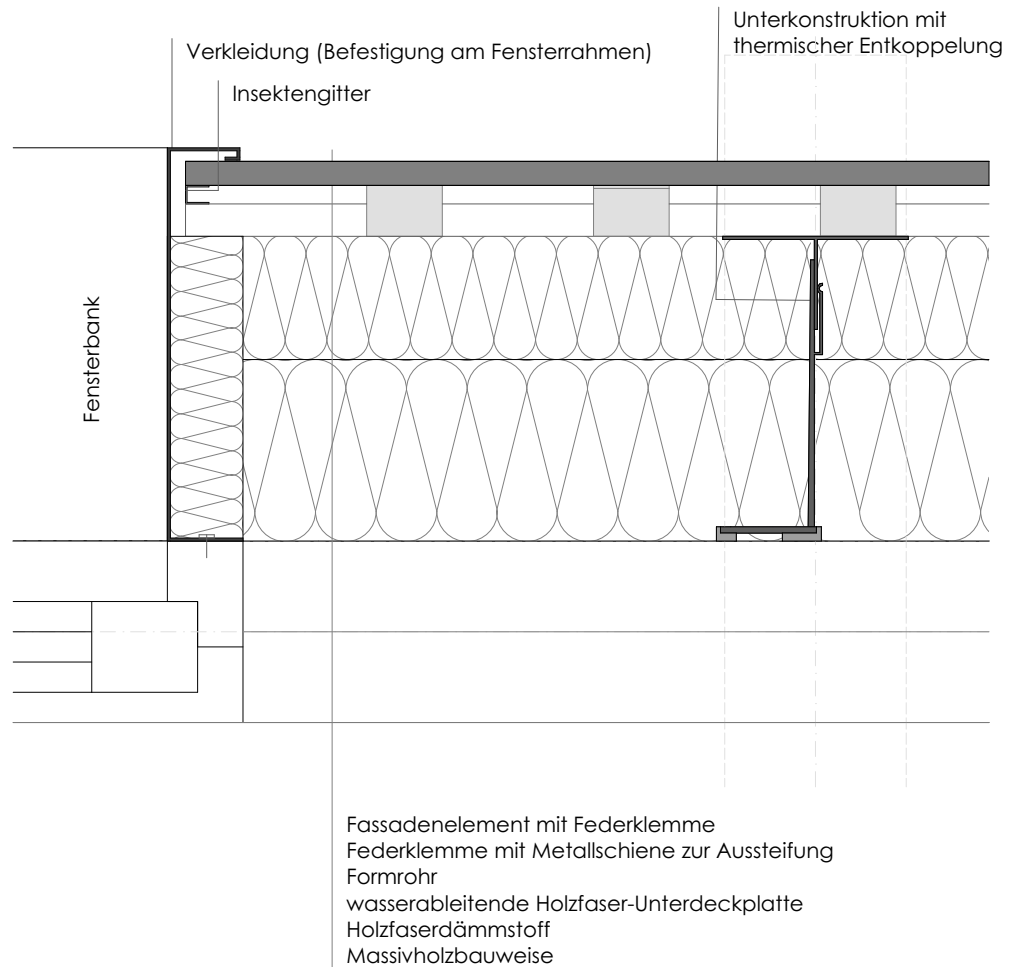 Unterkonstruktion mit
thermischer Entkoppelung
Verkleidung (Befestigung am Fensterrahmen)
Insektengitter
Fensterbank
Fassadenelement mit Federklemme
Federklemme mit Metallschiene zur Aussteifung
Formrohr
wasserableitende Holzfaser-Unterdeckplatte
Holzfaserdämmstoff
Massivholzbauweise